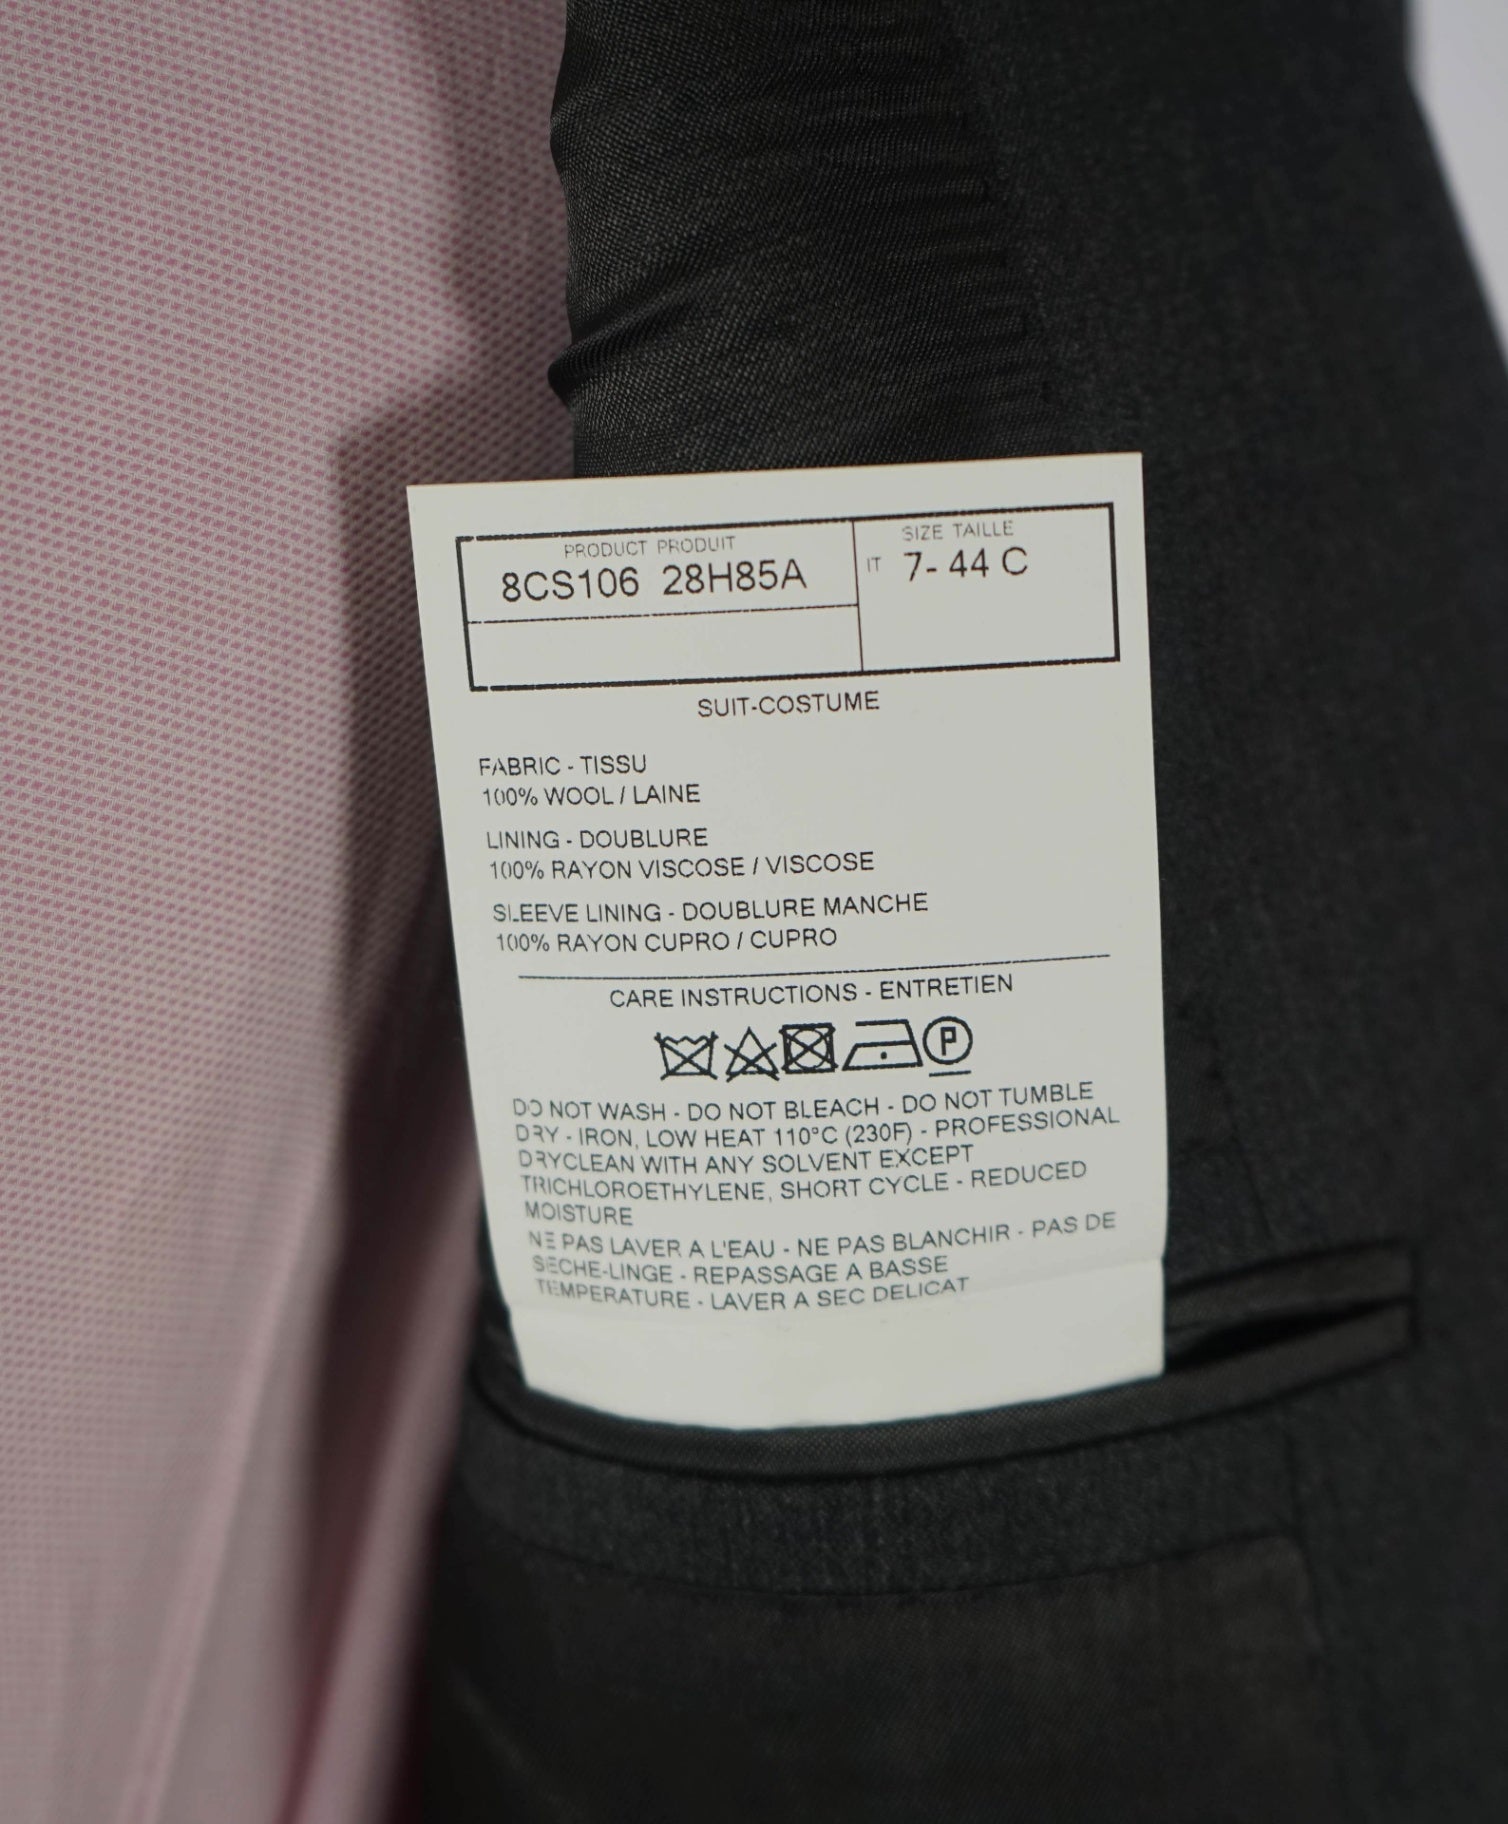 PRODUCT PRODUIT
8CS106 28H85A
SIZE TAILLE
IT 7- 44 C
SUIT-COSTUME
FABRIC - TISSU
100% WOOL / LAINE
LINING - DOUBLURE
100% RAYON VISCOSE / VISCOSE
SLEEVE LINING - DOUBLURE MANCHE
100% RAYON CUPRO / CUPRO
CARE INSTRUCTIONS - ENTRETIEN
P
DO NOT WASH - DO NOT BLEACH - DO NOT TUMBLE
DRY - IRON, LOW HEAT 110°C (230F) - PROFESSIONAL
DRYCLEAN WITH ANY SOLVENT EXCEPT
TRICHLOROETHYLENE, SHORT CYCLE - REDUCED
MOISTURE
NE PAS LAVER A L'EAU - NE PAS BLANCHIR - PAS DE
SECHE-LINGE - REPASSAGE A BASSE
TEMPERATURE - LAVER A SEC DELICAT